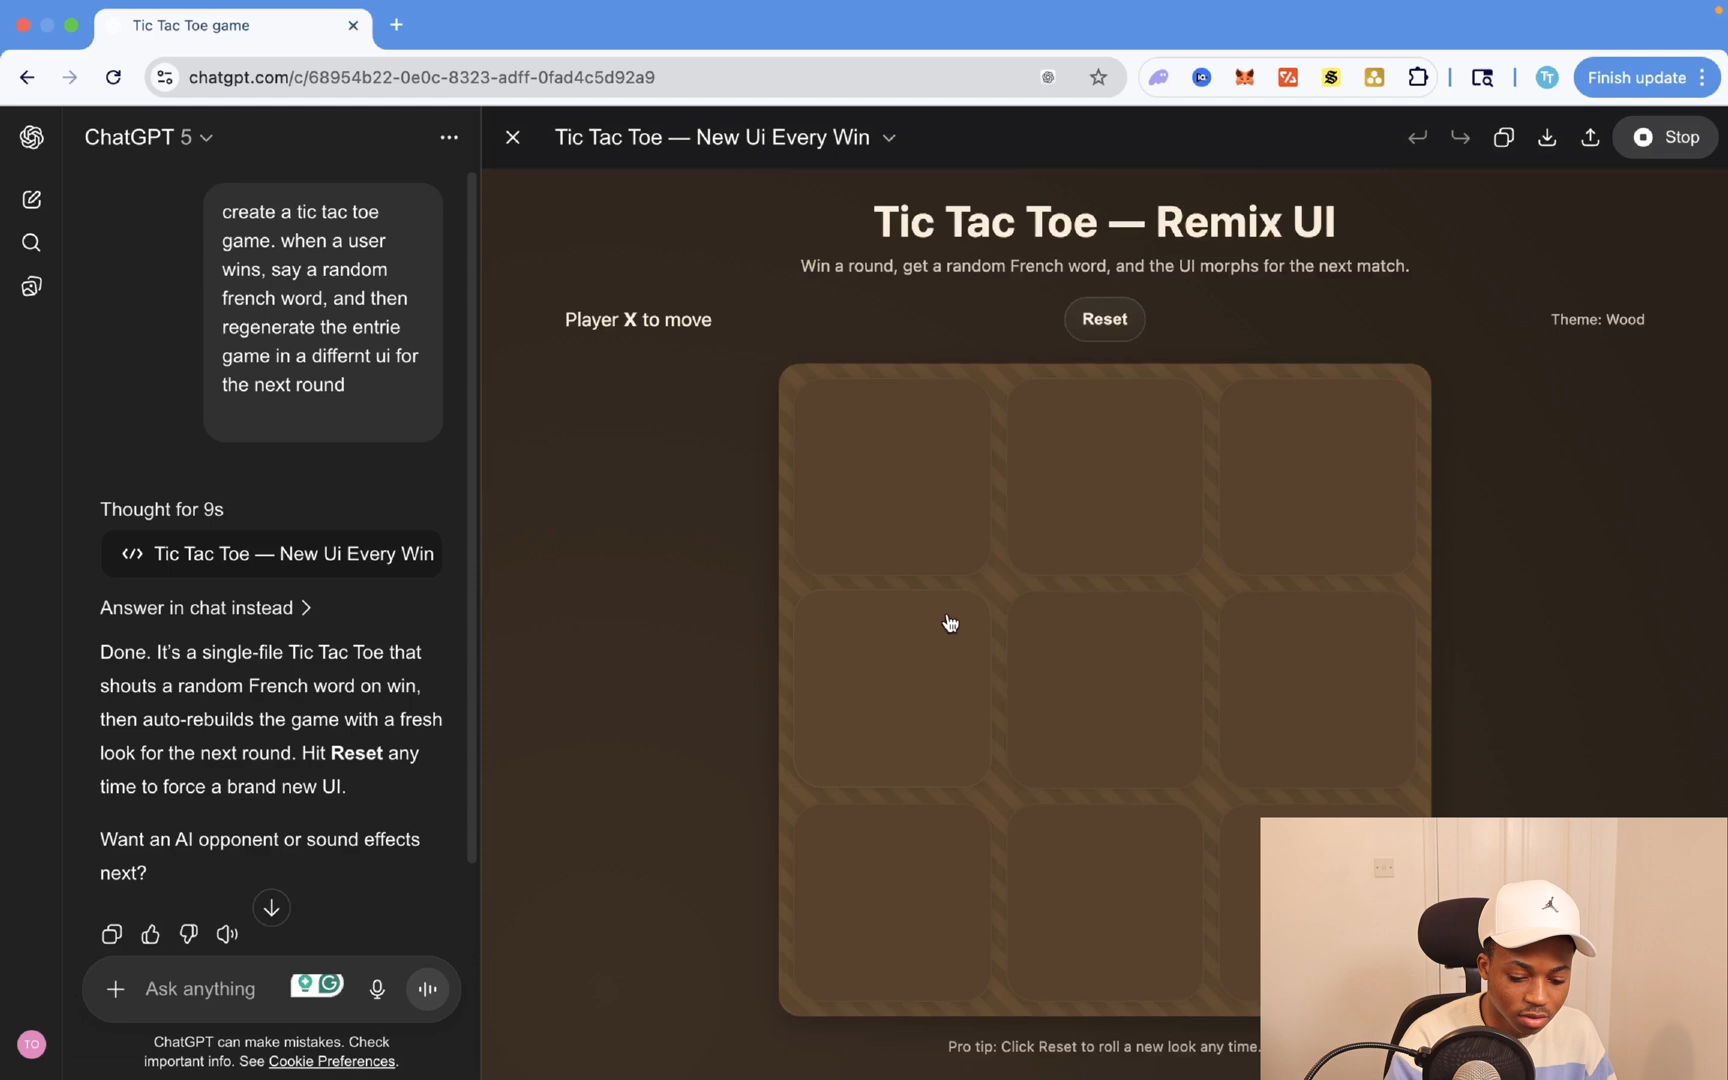 Tic Tac Toe game
chatgpt.com/c/68954b22-0e0c-8323-adff-0fad4c5d92a9
TT
Finish update
ChatGPT 5
create a tic tac toe
game. when a user
wins, say a random
french word, and then
regenerate the entrie
game in a differnt ui for
the next round
Thought for 9s
Tic Tac Toe — New Ui Every Win
Answer in chat instead
Done. It's a single-file Tic Tac Toe that
shouts a random French word on win,
then auto-rebuilds the game with a fresh
look for the next round. Hit Reset any
time to force a brand new UI.
Want an AI opponent or sound effects
next?
Ask anything
TO
ChatGPT can make mistakes. Check
important info. See Cookie Preferences.
Tic Tac Toe — New Ui Every Win
Stop
Tic Tac Toe — Remix UI
Win a round, get a random French word, and the UI morphs for the next match.
Player X to move
Reset
Theme: Wood
Pro tip: Click Reset to roll a new look any time.